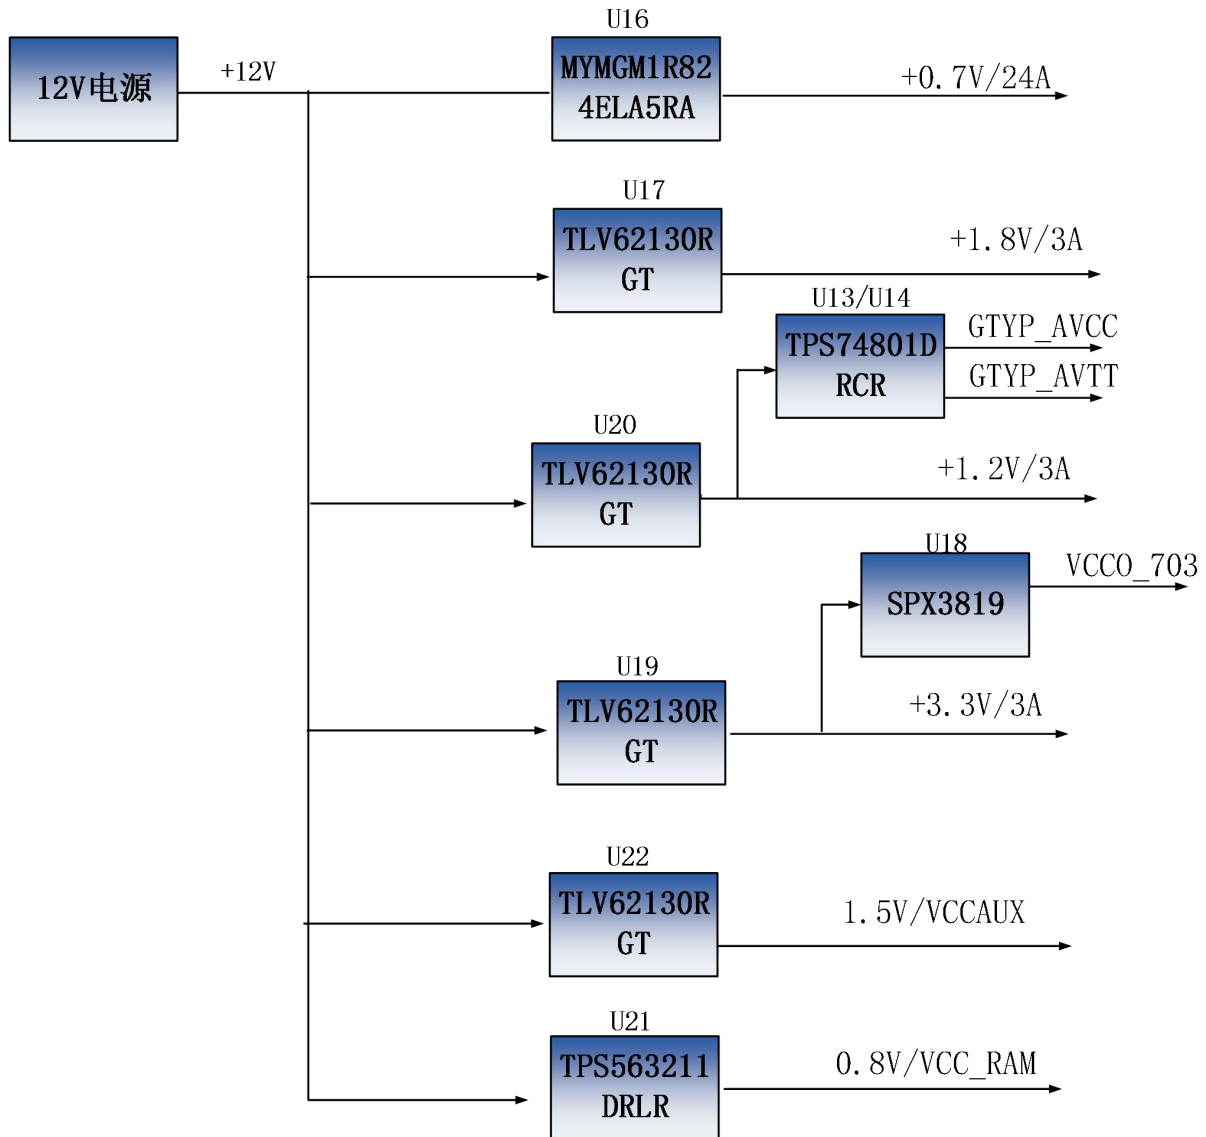 U16
12V电源
+12V
MYMGM1R82
4ELA5RA
+0.7V/24A
U17
TLV62130R
GT
+1.8V/3A
U13/U14
TPS74801D
RCR
GTYP_AVCC
GTYP_AVTT
U20
TLV62130R
GT
+1.2V/3A
U18
SPX3819
VCCO_703
U19
TLV62130R
GT
+3.3V/3A
U22
TLV62130R
GT
1.5V/VCCAUX
U21
TPS563211
DRLR
0.8V/VCC_RAM